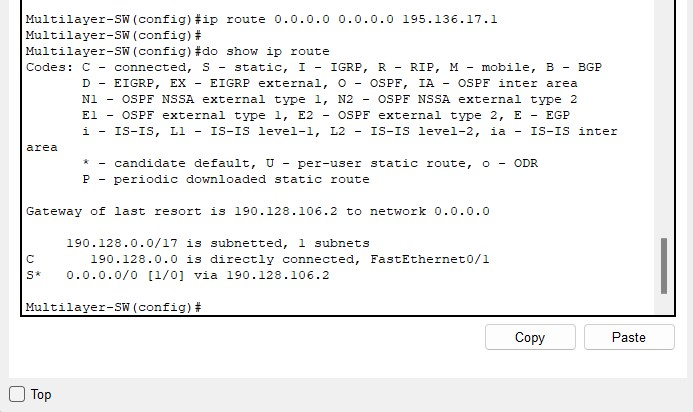 Multilayer-SW(config)#ip route 0.0.0.0 0.0.0.0 195.136.17.1
Multilayer-SW(config)#
Multilayer-SW(config)#do show ip route
Codes: C - connected, S - static, I - IGRP, R - RIP, M - mobile, B - BGP
       D - EIGRP, EX - EIGRP external, O - OSPF, IA - OSPF inter area
       N1 - OSPF NSSA external type 1, N2 - OSPF NSSA external type 2
       E1 - OSPF external type 1, E2 - OSPF external type 2, E - EGP
       i - IS-IS, L1 - IS-IS level-1, L2 - IS-IS level-2, ia - IS-IS inter
area
       * - candidate default, U - per-user static route, o - ODR
       P - periodic downloaded static route
Gateway of last resort is 190.128.106.2 to network 0.0.0.0
     190.128.0.0/17 is subnetted, 1 subnets
C       190.128.0.0 is directly connected, FastEthernet0/1
S*   0.0.0.0/0 [1/0] via 190.128.106.2
Multilayer-SW(config)#
Copy Paste
Top